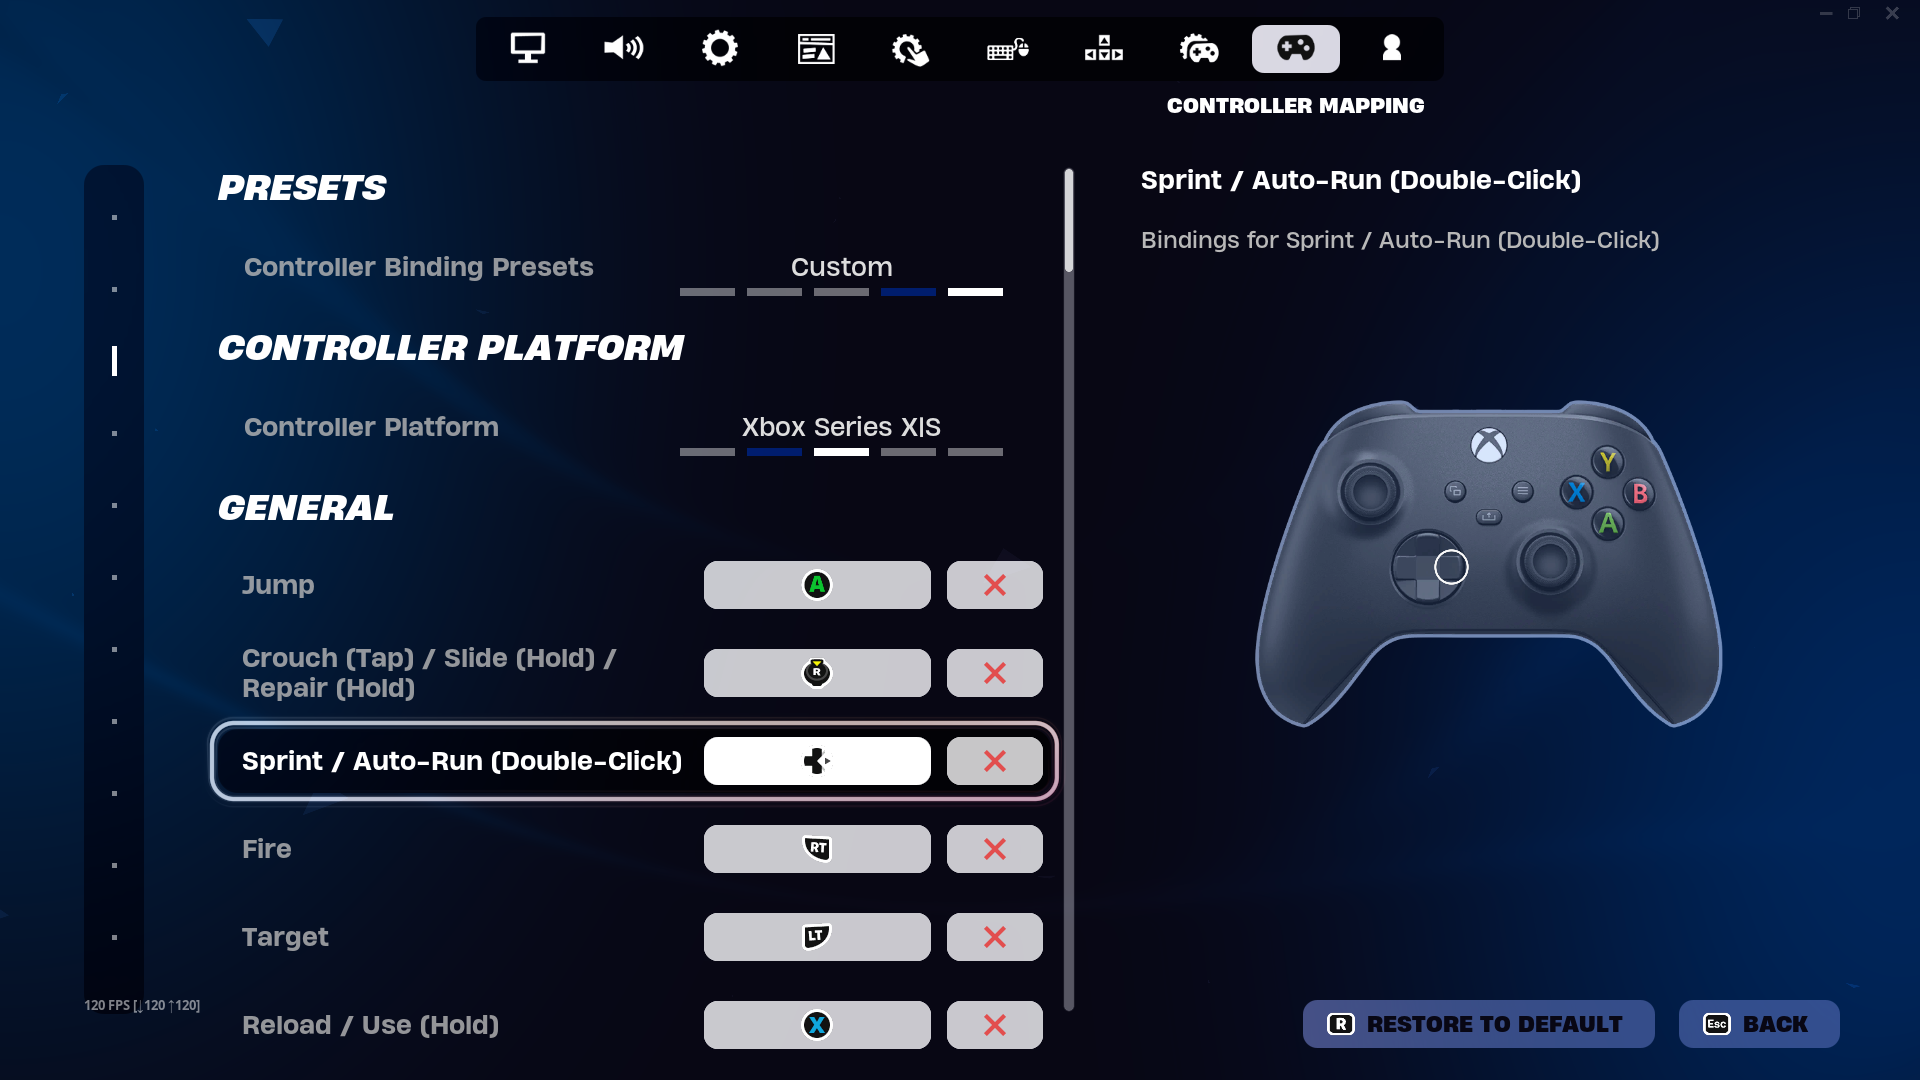 CONTROLLER MAPPING
PRESETS
Controller Binding Presets
Custom
CONTROLLER PLATFORM
Controller Platform
Xbox Series X|S
GENERAL
Jump
A
Crouch (Tap) / Slide (Hold) /
Repair (Hold)
R
Sprint / Auto-Run (Double-Click)
Fire
RT
Target
LT
Reload / Use (Hold)
X
120 FPS [↓120 ↑120]
Sprint / Auto-Run (Double-Click)
Bindings for Sprint / Auto-Run (Double-Click)
Y
X
B
A
R RESTORE TO DEFAULT
Esc BACK